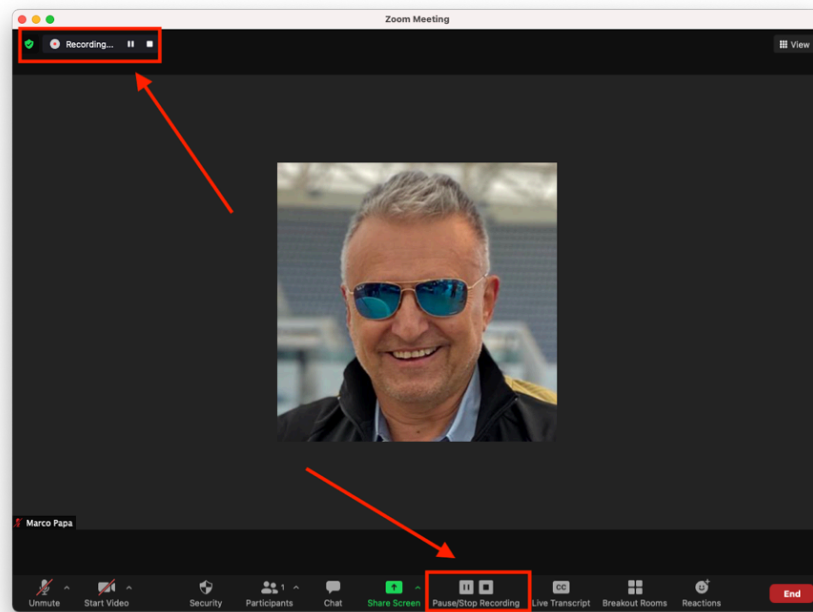 Zoom Meeting
Recording...
View
Marco Papa
1
Unmute
Start Video
Security
Participants
Chat
Share Screen
Pause/Stop Recording
CC
Live Transcript
Breakout Rooms
Reactions
End